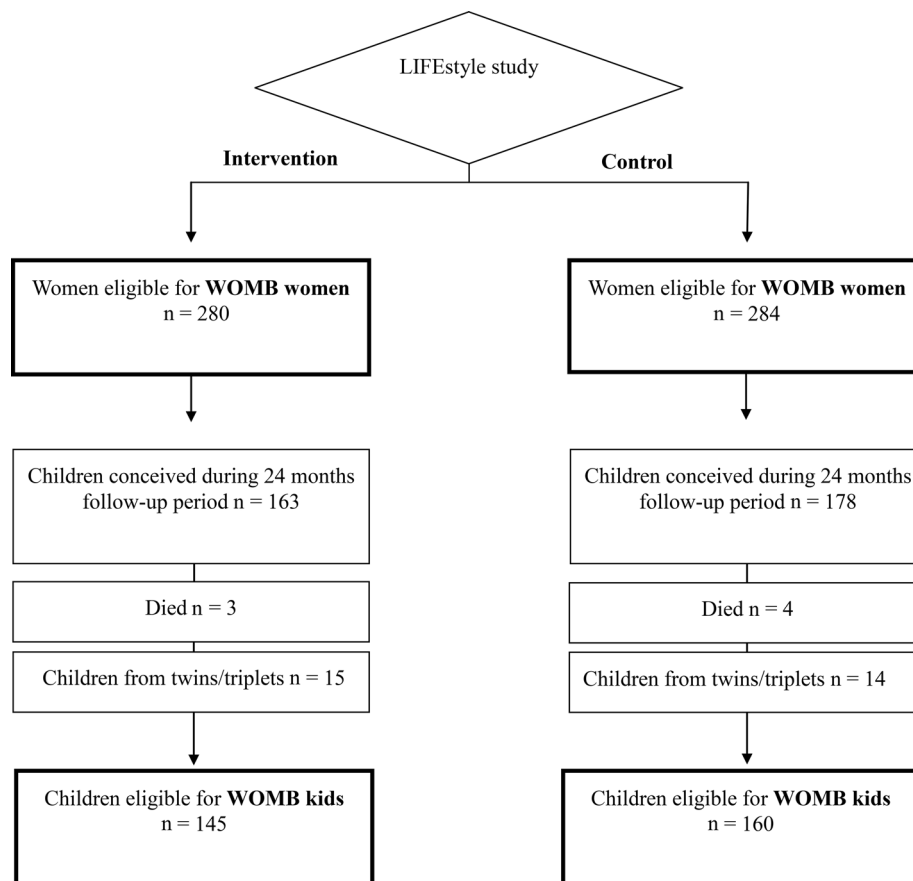 LIFEstyle study
Intervention
Control
Women eligible for WOMB women
n = 280
Women eligible for WOMB women
n = 284
Children conceived during 24 months
follow-up period n = 163
Children conceived during 24 months
follow-up period n = 178
Died n = 3
Died n = 4
Children from twins/triplets n = 15
Children from twins/triplets n = 14
Children eligible for WOMB kids
n = 145
Children eligible for WOMB kids
n = 160